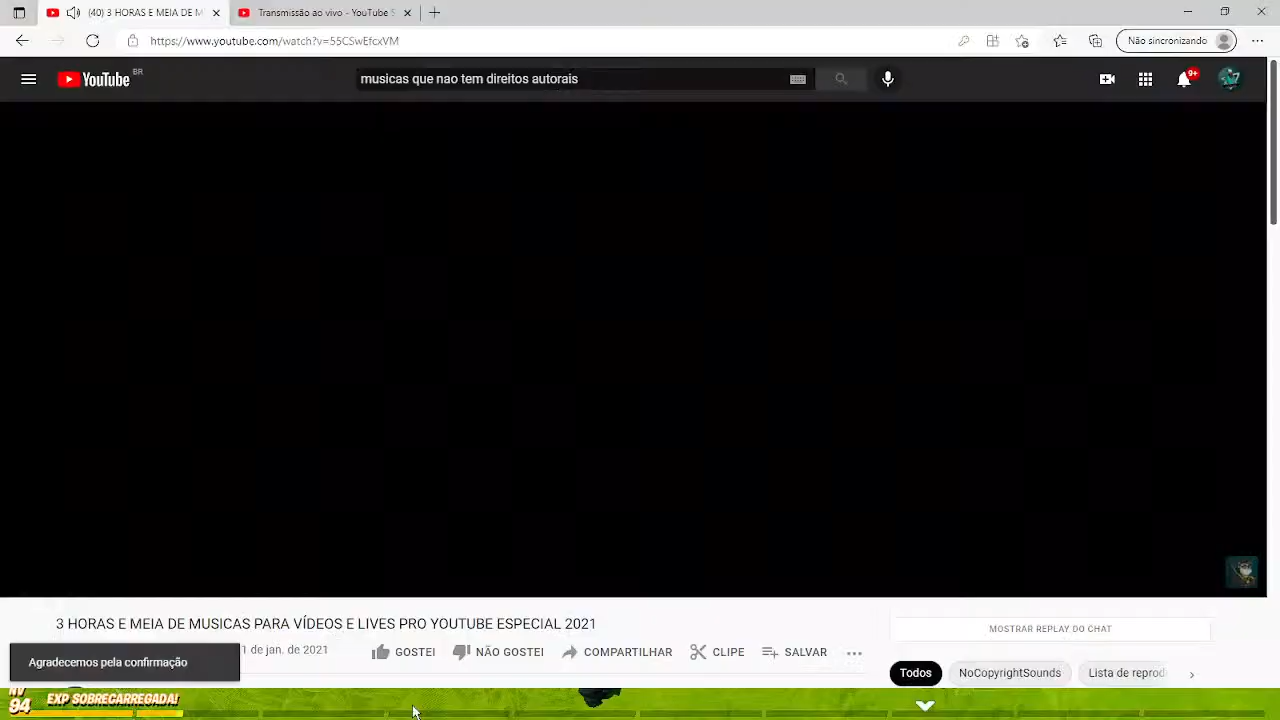 (40) 3 HORAS E MEIA DE M
Transmissão ao vivo - YouTube S
https://www.youtube.com/watch?v=55CSwEfcxVM
Não sincronizando
YouTube BR
musicas que nao tem direitos autorais
9+
3 HORAS E MEIA DE MUSICAS PARA VÍDEOS E LIVES PRO YOUTUBE ESPECIAL 2021
MOSTRAR REPLAY DO CHAT
1 de jan. de 2021
GOSTEI
NÃO GOSTEI
COMPARTILHAR
CLIPE
SALVAR
Agradecemos pela confirmação
Todos
NoCopyrightSounds
Lista de reprod
NV
94
EXP SOBRECARREGADA!